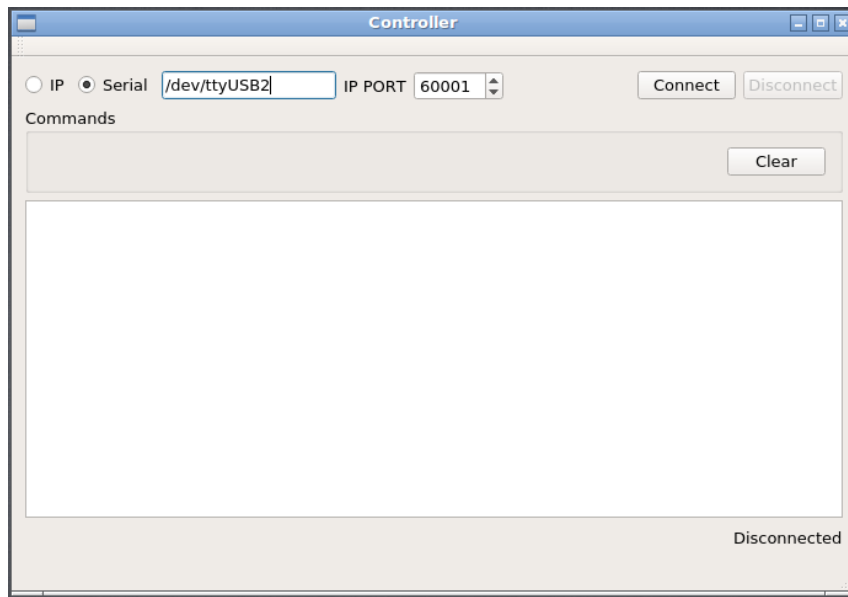 Controller
IP Serial /dev/ttyUSB2 IP PORT 60001 Connect Disconnect
Commands
Clear
Disconnected